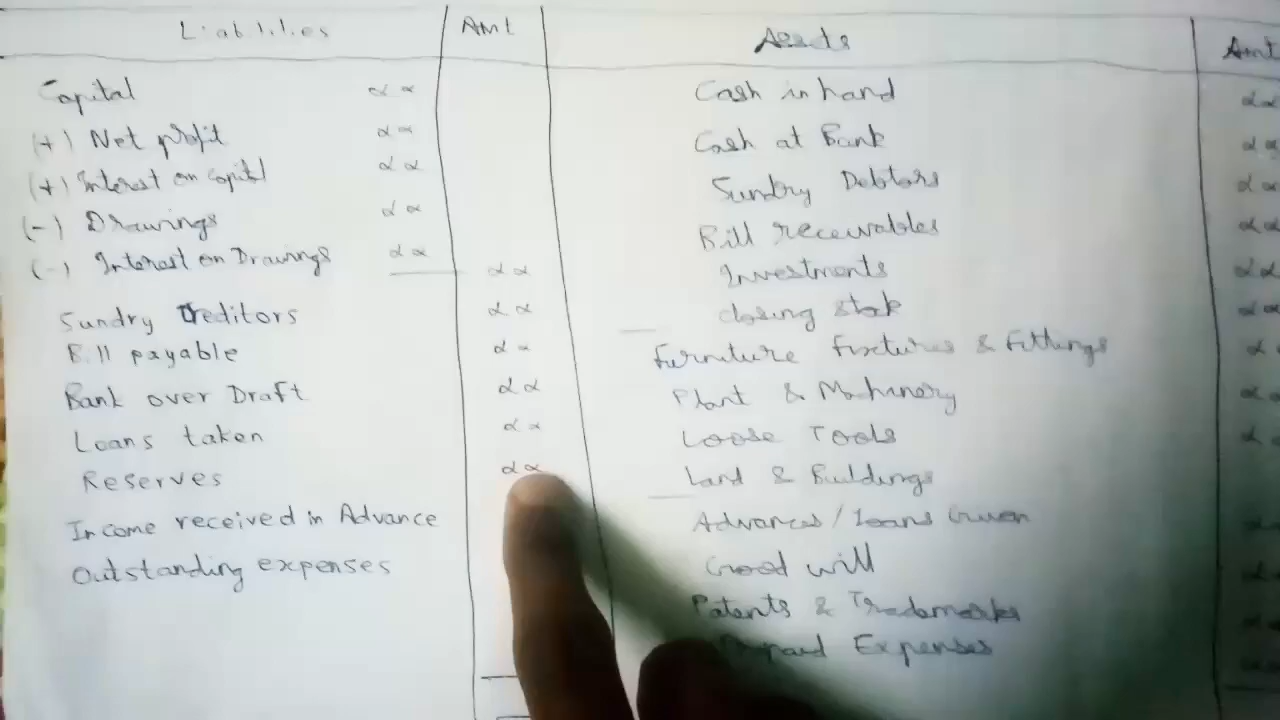 Liabilities Amt Assets Amt
Capital xx Cash in hand xx
(+) Net profit xx Cash at Bank xx
(+) Interest on capital xx Sundry Debtors xx
(-) Drawings xx Bill receivables xx
(-) Interest on Drawings xx xx Investments xx
Sundry Creditors xx closing stock xx
Bill payable xx Furniture Fixtures & Fittings x
Bank over Draft xx Plant & Machinery xx
Loans taken xx Loose Tools xx
Reserves xx Land & Buildings
Income received in Advance Advances/Loans Given
Outstanding expenses Good will
Patents & Trademarks
Expenses